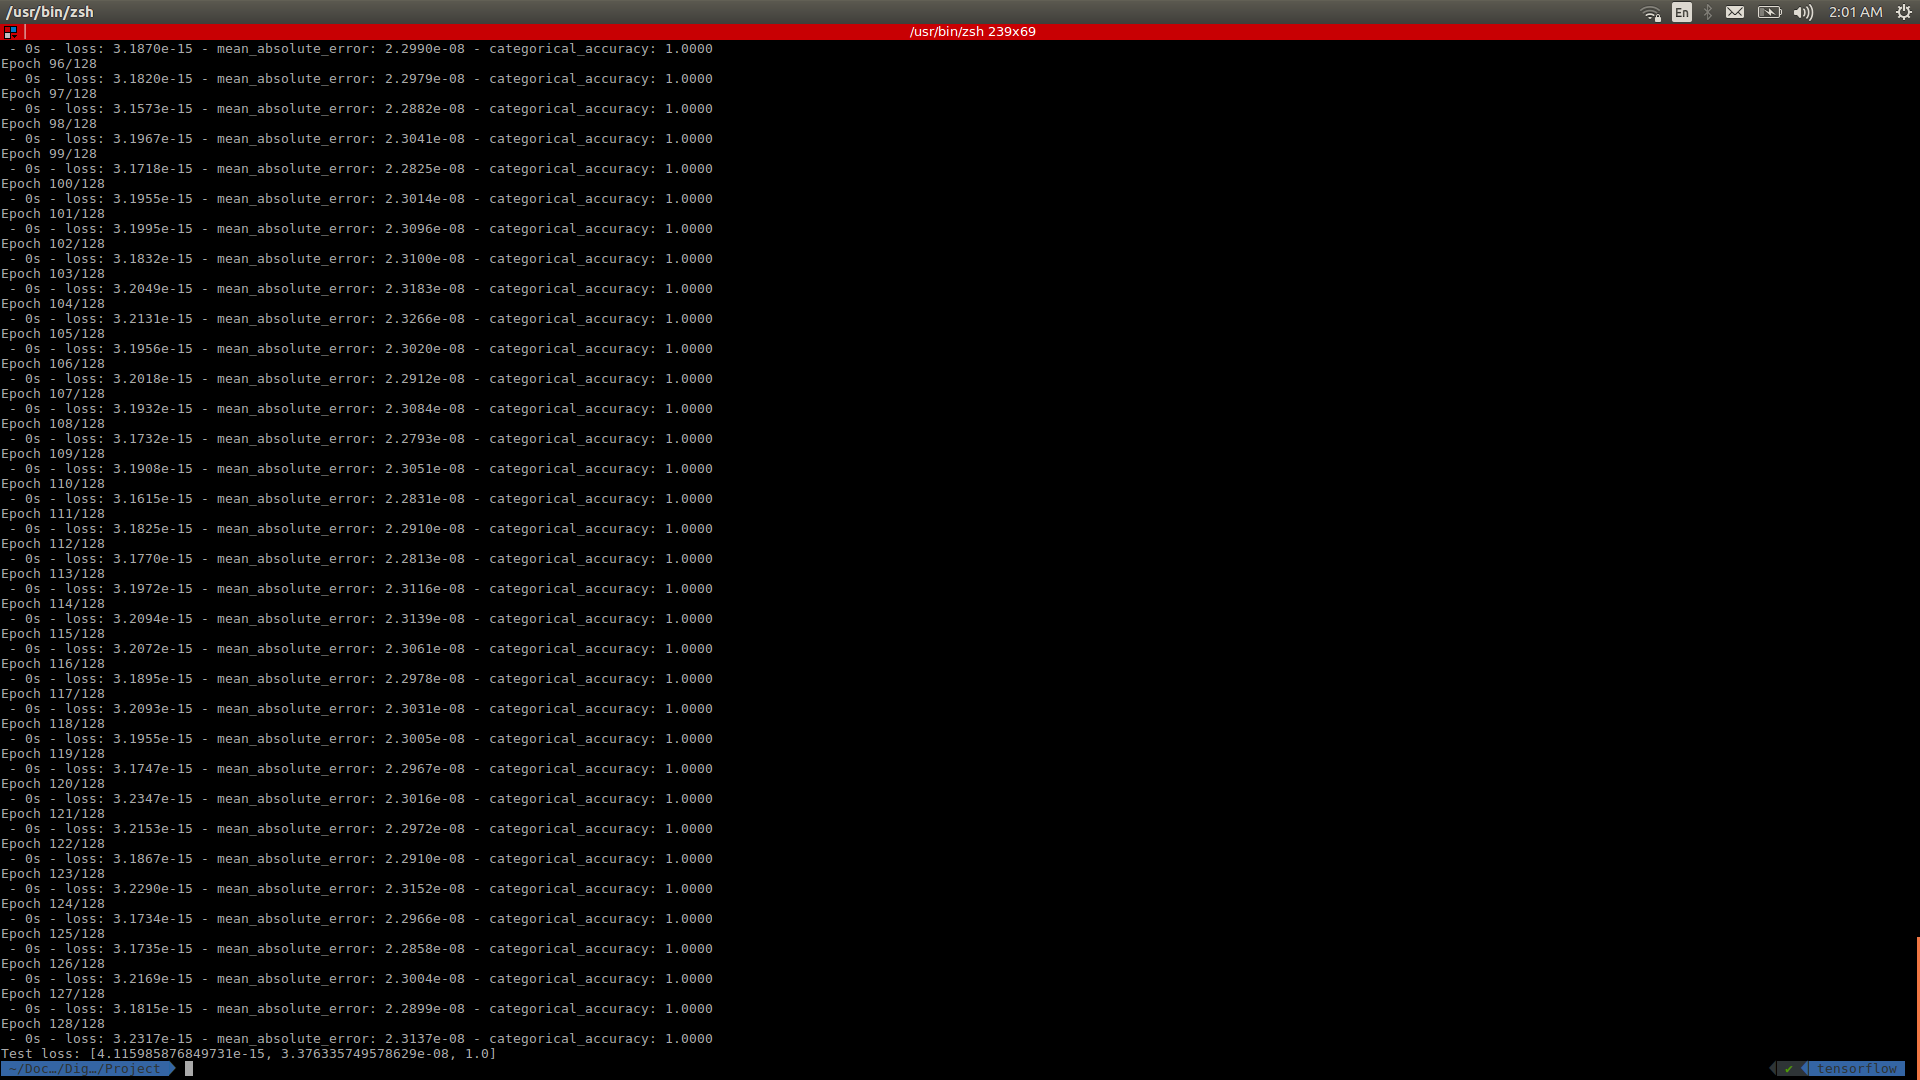 /usr/bin/zsh
En
2:01 AM
/usr/bin/zsh 239x69
- 0s - loss: 3.1870e-15 - mean_absolute_error: 2.2990e-08 - categorical_accuracy: 1.0000
Epoch 96/128
- 0s - loss: 3.1820e-15 - mean_absolute_error: 2.2979e-08 - categorical_accuracy: 1.0000
Epoch 97/128
- 0s - loss: 3.1573e-15 - mean_absolute_error: 2.2882e-08 - categorical_accuracy: 1.0000
Epoch 98/128
- 0s - loss: 3.1967e-15 - mean_absolute_error: 2.3041e-08 - categorical_accuracy: 1.0000
Epoch 99/128
- 0s - loss: 3.1718e-15 - mean_absolute_error: 2.2825e-08 - categorical_accuracy: 1.0000
Epoch 100/128
- 0s - loss: 3.1955e-15 - mean_absolute_error: 2.3014e-08 - categorical_accuracy: 1.0000
Epoch 101/128
- 0s - loss: 3.1995e-15 - mean_absolute_error: 2.3096e-08 - categorical_accuracy: 1.0000
Epoch 102/128
- 0s - loss: 3.1832e-15 - mean_absolute_error: 2.3100e-08 - categorical_accuracy: 1.0000
Epoch 103/128
- 0s - loss: 3.2049e-15 - mean_absolute_error: 2.3183e-08 - categorical_accuracy: 1.0000
Epoch 104/128
- 0s - loss: 3.2131e-15 - mean_absolute_error: 2.3266e-08 - categorical_accuracy: 1.0000
Epoch 105/128
- 0s - loss: 3.1956e-15 - mean_absolute_error: 2.3020e-08 - categorical_accuracy: 1.0000
Epoch 106/128
- 0s - loss: 3.2018e-15 - mean_absolute_error: 2.2912e-08 - categorical_accuracy: 1.0000
Epoch 107/128
- 0s - loss: 3.1932e-15 - mean_absolute_error: 2.3084e-08 - categorical_accuracy: 1.0000
Epoch 108/128
- 0s - loss: 3.1732e-15 - mean_absolute_error: 2.2793e-08 - categorical_accuracy: 1.0000
Epoch 109/128
- 0s - loss: 3.1908e-15 - mean_absolute_error: 2.3051e-08 - categorical_accuracy: 1.0000
Epoch 110/128
- 0s - loss: 3.1615e-15 - mean_absolute_error: 2.2831e-08 - categorical_accuracy: 1.0000
Epoch 111/128
- 0s - loss: 3.1825e-15 - mean_absolute_error: 2.2910e-08 - categorical_accuracy: 1.0000
Epoch 112/128
- 0s - loss: 3.1770e-15 - mean_absolute_error: 2.2813e-08 - categorical_accuracy: 1.0000
Epoch 113/128
- 0s - loss: 3.1972e-15 - mean_absolute_error: 2.3116e-08 - categorical_accuracy: 1.0000
Epoch 114/128
- 0s - loss: 3.2094e-15 - mean_absolute_error: 2.3139e-08 - categorical_accuracy: 1.0000
Epoch 115/128
- 0s - loss: 3.2072e-15 - mean_absolute_error: 2.3061e-08 - categorical_accuracy: 1.0000
Epoch 116/128
- 0s - loss: 3.1895e-15 - mean_absolute_error: 2.2978e-08 - categorical_accuracy: 1.0000
Epoch 117/128
- 0s - loss: 3.2093e-15 - mean_absolute_error: 2.3031e-08 - categorical_accuracy: 1.0000
Epoch 118/128
- 0s - loss: 3.1955e-15 - mean_absolute_error: 2.3005e-08 - categorical_accuracy: 1.0000
Epoch 119/128
- 0s - loss: 3.1747e-15 - mean_absolute_error: 2.2967e-08 - categorical_accuracy: 1.0000
Epoch 120/128
- 0s - loss: 3.2347e-15 - mean_absolute_error: 2.3016e-08 - categorical_accuracy: 1.0000
Epoch 121/128
- 0s - loss: 3.2153e-15 - mean_absolute_error: 2.2972e-08 - categorical_accuracy: 1.0000
Epoch 122/128
- 0s - loss: 3.1867e-15 - mean_absolute_error: 2.2910e-08 - categorical_accuracy: 1.0000
Epoch 123/128
- 0s - loss: 3.2290e-15 - mean_absolute_error: 2.3152e-08 - categorical_accuracy: 1.0000
Epoch 124/128
- 0s - loss: 3.1734e-15 - mean_absolute_error: 2.2966e-08 - categorical_accuracy: 1.0000
Epoch 125/128
- 0s - loss: 3.1735e-15 - mean_absolute_error: 2.2858e-08 - categorical_accuracy: 1.0000
Epoch 126/128
- 0s - loss: 3.2169e-15 - mean_absolute_error: 2.3004e-08 - categorical_accuracy: 1.0000
Epoch 127/128
- 0s - loss: 3.1815e-15 - mean_absolute_error: 2.2899e-08 - categorical_accuracy: 1.0000
Epoch 128/128
- 0s - loss: 3.2317e-15 - mean_absolute_error: 2.3137e-08 - categorical_accuracy: 1.0000
Test loss: [4.11598587684973​1e-15, 3.376335749578629e-08, 1.0]
~/Doc…/Dig…/Project ✔ tensorflow